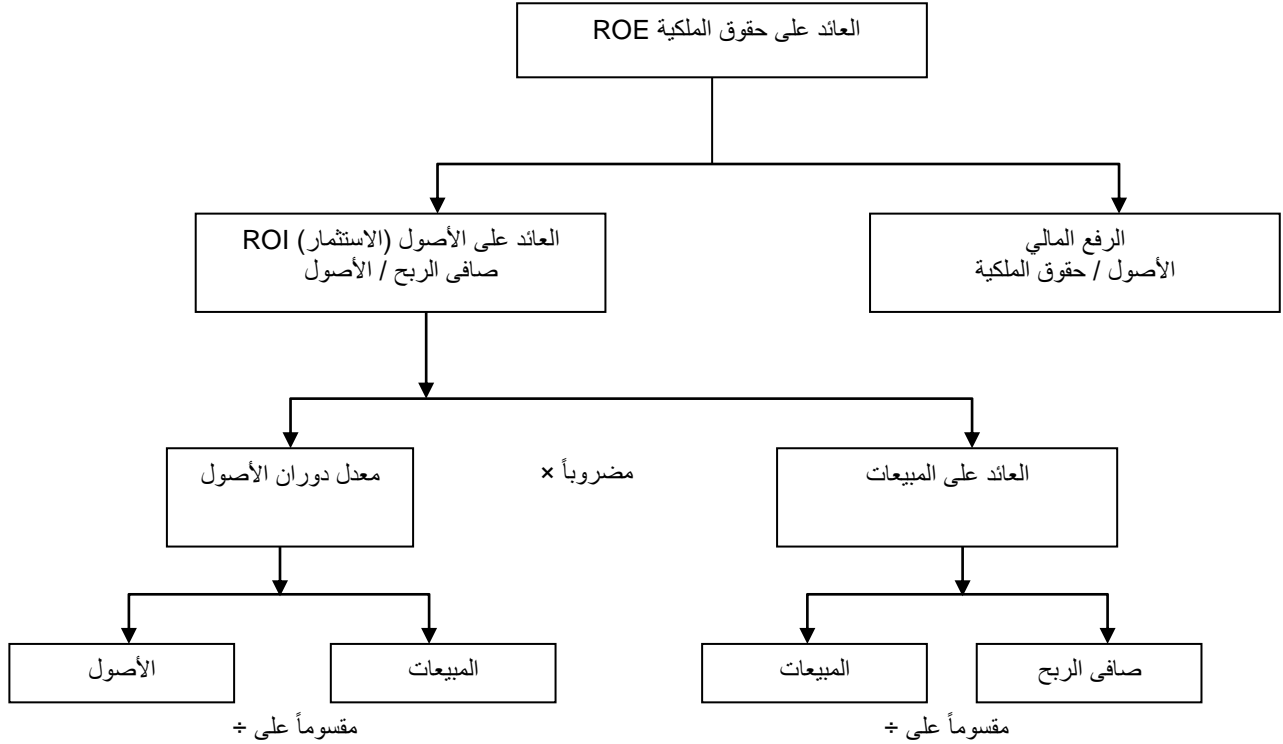 العائد على حقوق الملكية ROE
الرفع المالي
الأصول / حقوق الملكية
العائد على الأصول (الاستثمار) ROI
صافى الربح / الأصول
العائد على المبيعات
مضروباً ×
معدل دوران الأصول
صافى الربح
المبيعات
المبيعات
الأصول
مقسوماً على ÷
مقسوماً على ÷